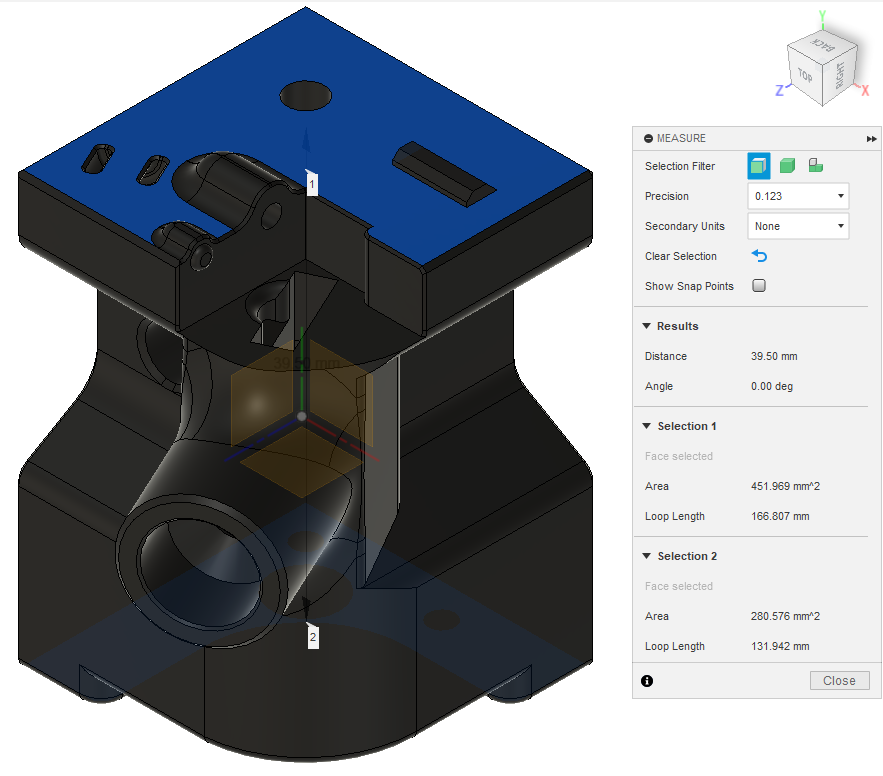 Y
BACK
TOP
RIGHT
Z
X
1
39.50 mm
2
MEASURE
Selection Filter
Precision 0.123
Secondary Units None
Clear Selection
Show Snap Points
Results
Distance 39.50 mm
Angle 0.00 deg
Selection 1
Face selected
Area 451.969 mm^2
Loop Length 166.807 mm
Selection 2
Face selected
Area 280.576 mm^2
Loop Length 131.942 mm
Close